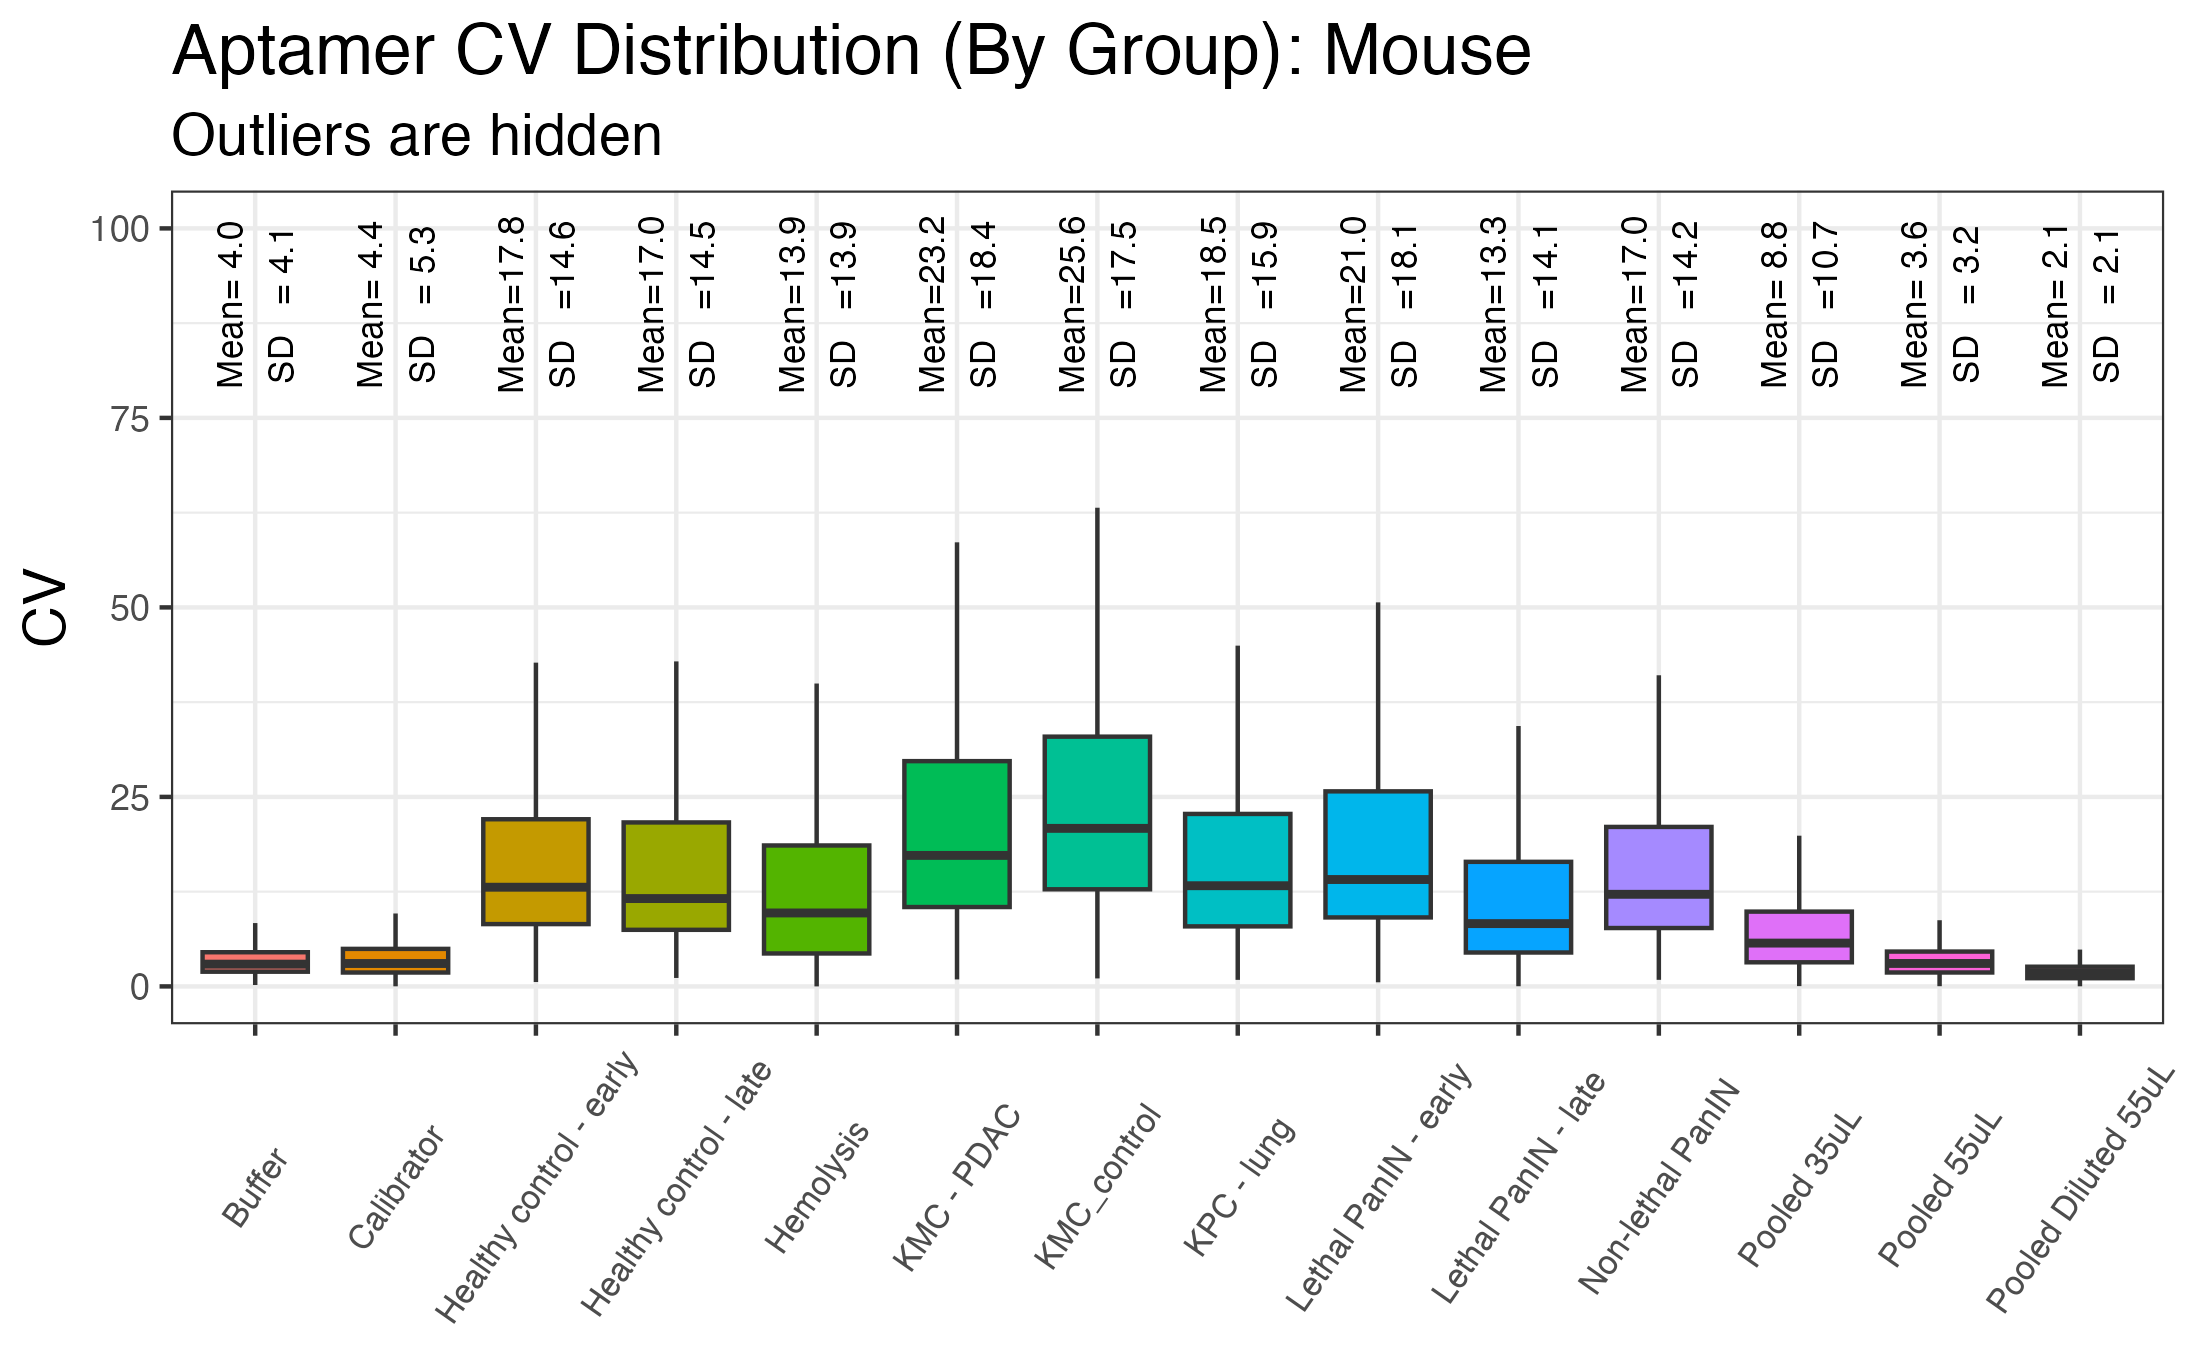 Aptamer CV Distribution (By Group): Mouse
Outliers are hidden
CV
100
75
50
25
0
Mean= 4.0
SD = 4.1
Mean= 4.4
SD = 5.3
Mean=17.8
SD =14.6
Mean=17.0
SD =14.5
Mean=13.9
SD =13.9
Mean=23.2
SD =18.4
Mean=25.6
SD =17.5
Mean=18.5
SD =15.9
Mean=21.0
SD =18.1
Mean=13.3
SD =14.1
Mean=17.0
SD =14.2
Mean= 8.8
SD =10.7
Mean= 3.6
SD = 3.2
Mean= 2.1
SD = 2.1
Buffer
Calibrator
Healthy control - early
Healthy control - late
Hemolysis
KMC - PDAC
KMC_control
KPC - lung
Lethal PanIN - early
Lethal PanIN - late
Non-lethal PanIN
Pooled 35uL
Pooled 55uL
Pooled Diluted 55uL